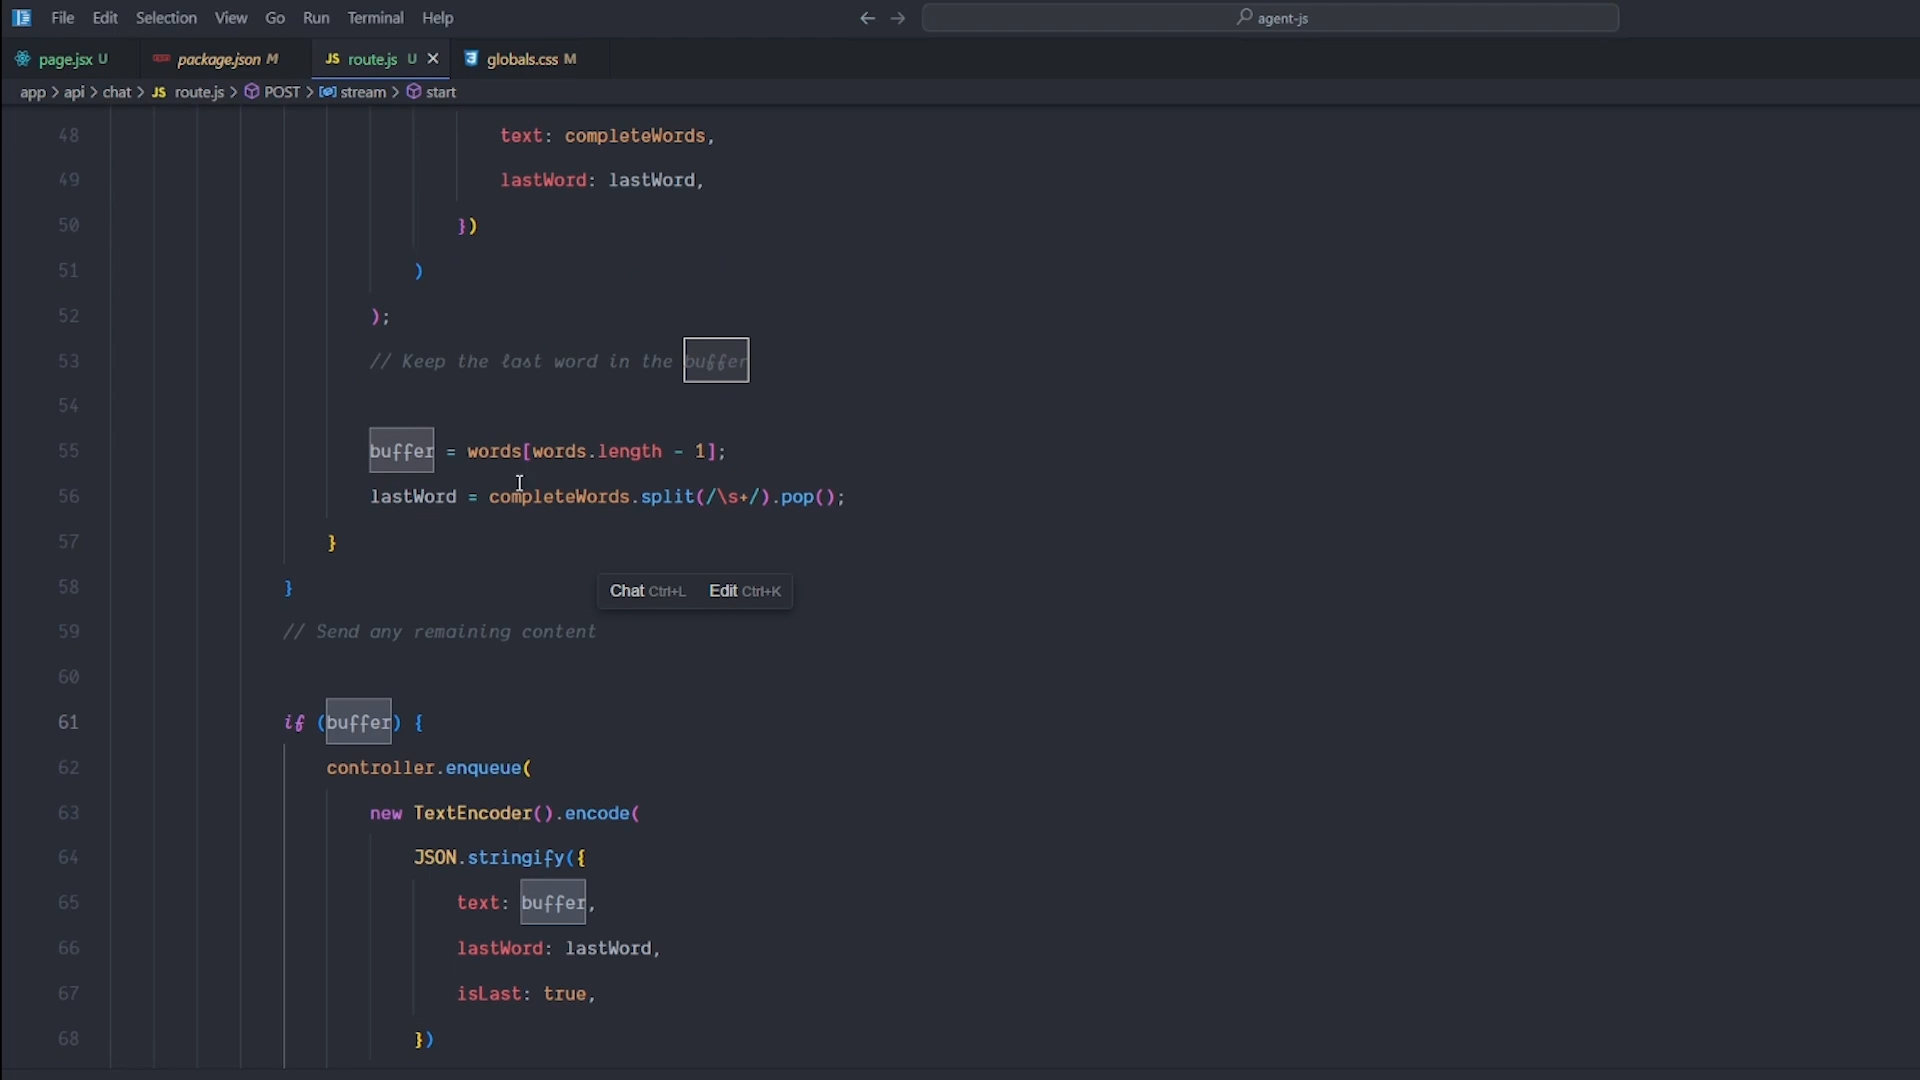 File Edit Selection View Go Run Terminal Help agent-js
page.jsx U package.json M JS route.js U globals.css M
app > api > chat > JS route.js > POST > stream > start
48 text: completeWords,
49 lastWord: lastWord,
50 })
51 )
52 );
53 // Keep the last word in the buffer
54
55 buffer = words[words.length - 1];
56 lastWord = completeWords.split(/\s+/).pop();
57 }
58 }
Chat Ctrl+L Edit Ctrl+K
59 // Send any remaining content
60
61 if (buffer) {
62 controller.enqueue(
63 new TextEncoder().encode(
64 JSON.stringify({
65 text: buffer,
66 lastWord: lastWord,
67 isLast: true,
68 })